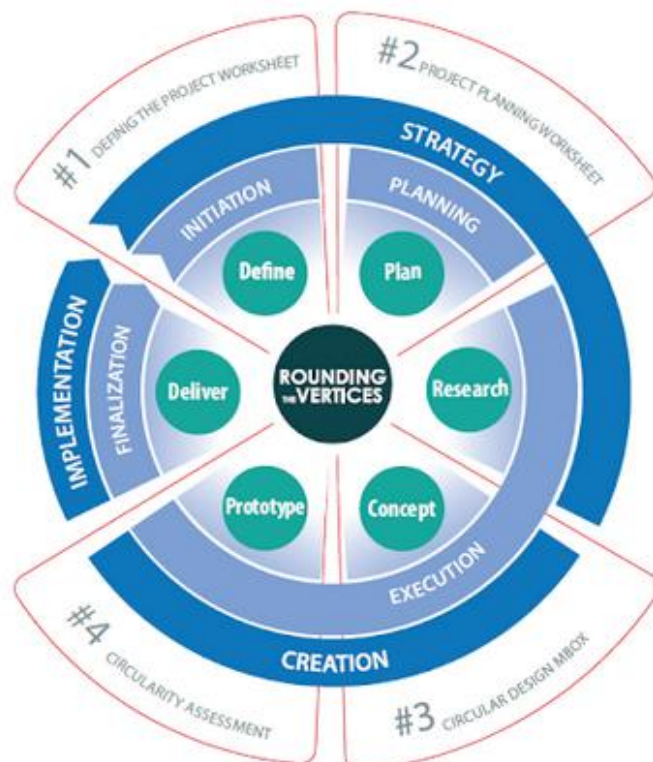 #1 DEFINING THE PROJECT WORKSHEET
#2 PROJECT PLANNING WORKSHEET
STRATEGY
INITIATION
PLANNING
Define
Plan
IMPLEMENTATION
FINALIZATION
Deliver
ROUNDING
THE VERTICES
Research
Prototype
Concept
EXECUTION
CREATION
#4 CIRCULARITY ASSESSMENT
#3 CIRCULAR DESIGN MBOX